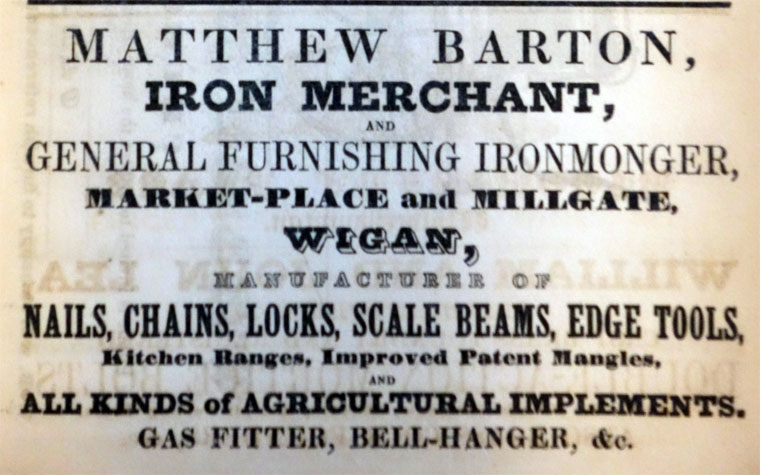 MATTHEW BARTON,
IRON MERCHANT,
AND
GENERAL FURNISHING IRONMONGER,
MARKET-PLACE and MILLGATE,
WIGAN,
MANUFACTURER OF
NAILS, CHAINS, LOCKS, SCALE BEAMS, EDGE TOOLS,
Kitchen Ranges, Improved Patent Mangles,
AND
ALL KINDS of AGRICULTURAL IMPLEMENTS.
GAS FITTER, BELL-HANGER, &c.